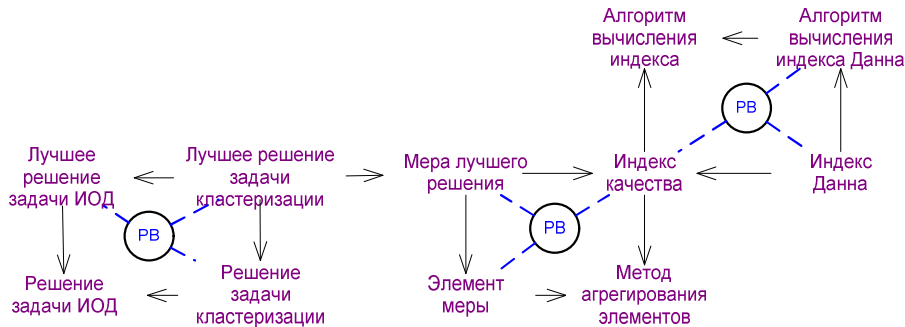 Алгоритм
вычисления
индекса
Алгоритм
вычисления
индекса Данна
РВ
Лучшее
решение
задачи ИОД
Лучшее решение
задачи
кластеризации
Мера лучшего
решения
Индекс
качества
Индекс
Данна
РВ
РВ
Решение
задачи ИОД
Решение
задачи
кластеризации
Элемент
меры
Метод
агрегирования
элементов